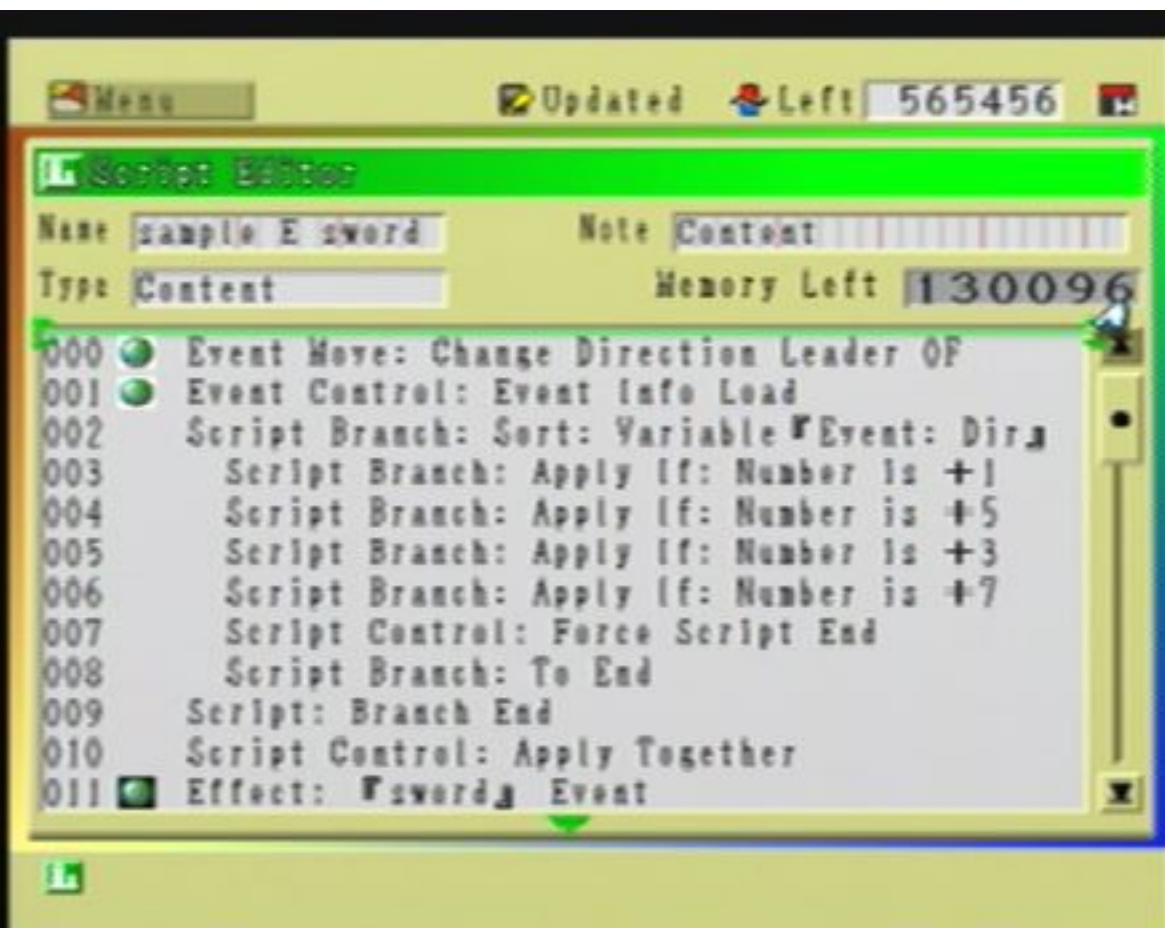 Menu Updated Left 565456
Script Editor
Name sample E sword Note Content
Type Content Memory Left 130096
000 Event Move: Change Direction Leader OF
001 Event Control: Event Info Load
002 Script Branch: Sort: Variable『Event: Dir』
003 Script Branch: Apply If: Number is +1
004 Script Branch: Apply If: Number is +5
005 Script Branch: Apply If: Number is +3
006 Script Branch: Apply If: Number is +7
007 Script Control: Force Script End
008 Script Branch: To End
009 Script: Branch End
010 Script Control: Apply Together
011 Effect: 『sword』 Event